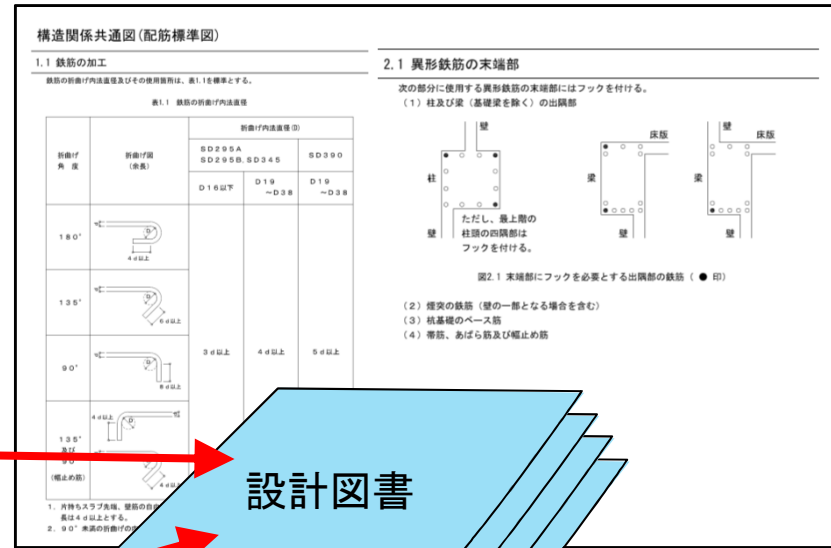 構造関係共通図(配筋標準図)
1.1 鉄筋の加工
鉄筋の折曲げ内法直径及びその使用箇所は、表1.1を標準とする。
表1.1 鉄筋の折曲げ内法直径
折曲げ
角 度
折曲げ図
(余長)
折曲げ内法直径(D)
SD295A
SD295B,SD345
SD390
D16以下
D19
~D38
D19
~D38
180°
d
D
4d以上
135°
d
D
6d以上
90°
d
D
8d以上
3d以上
4d以上
5d以上
135°
及び
90°
(幅止め筋)
4d以上
d
D
d
D
4d以
1. 片持ちスラブ先端、壁筋の自由
長は4d以上とする。
2. 90°未満の折曲げの
2.1 異形鉄筋の末端部
次の部分に使用する異形鉄筋の末端部にはフックを付ける。
(1)柱及び梁(基礎梁を除く)の出隅部
壁
柱
壁
ただし、最上階の
柱頭の四隅部は
フックを付ける。
床版
梁
壁
壁
床版
梁
壁
図2.1 末端部にフックを必要とする出隅部の鉄筋( ● 印)
(2)煙突の鉄筋(壁の一部となる場合を含む)
(3)杭基礎のベース筋
(4)帯筋、あばら筋及び幅止め筋
設計図書